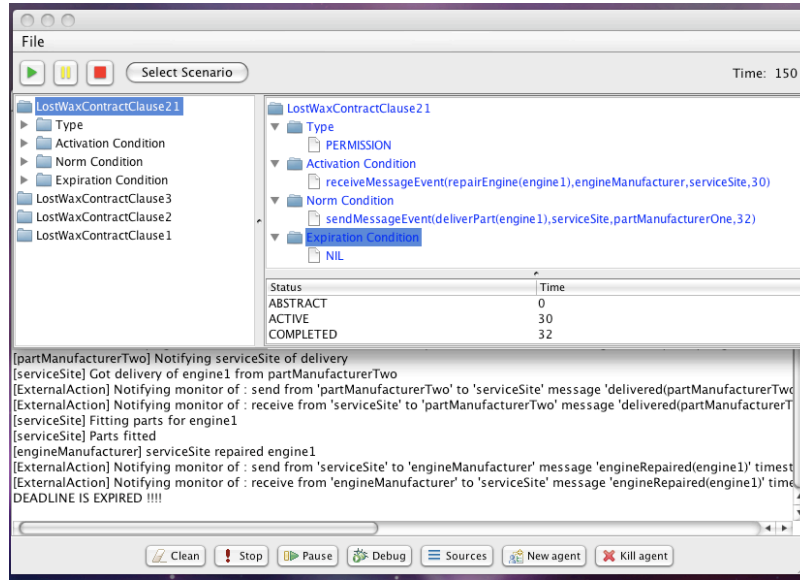 File
Select Scenario
Time: 150
LostWaxContractClause21
Type
Activation Condition
Norm Condition
Expiration Condition
LostWaxContractClause3
LostWaxContractClause2
LostWaxContractClause1
LostWaxContractClause21
Type
PERMISSION
Activation Condition
receiveMessageEvent(repairEngine(engine1),engineManufacturer,serviceSite,30)
Norm Condition
sendMessageEvent(deliverPart(engine1),serviceSite,partManufacturerOne,32)
Expiration Condition
NIL
Status Time
ABSTRACT 0
ACTIVE 30
COMPLETED 32
[partManufacturerTwo] Notifying serviceSite of delivery
[serviceSite] Got delivery of engine1 from partManufacturerTwo
[ExternalAction] Notifying monitor of : send from 'partManufacturerTwo' to 'serviceSite' message 'delivered(partManufacturerTwo
[ExternalAction] Notifying monitor of : receive from 'serviceSite' to 'partManufacturerTwo' message 'delivered(partManufacturerT
[serviceSite] Fitting parts for engine1
[serviceSite] Parts fitted
[engineManufacturer] serviceSite repaired engine1
[ExternalAction] Notifying monitor of : send from 'serviceSite' to 'engineManufacturer' message 'engineRepaired(engine1)' timest
[ExternalAction] Notifying monitor of : receive from 'engineManufacturer' to 'serviceSite' message 'engineRepaired(engine1)' time
DEADLINE IS EXPIRED !!!!
Clean Stop Pause Debug Sources New agent Kill agent